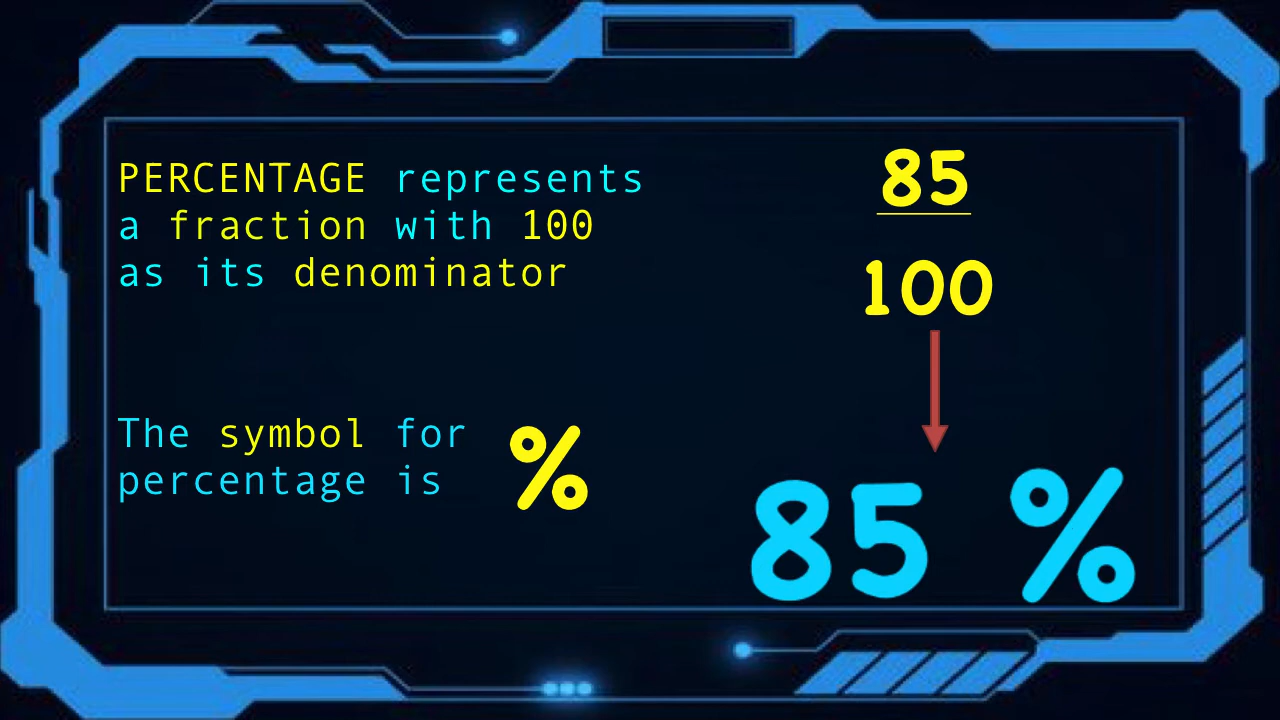 PERCENTAGE represents
a fraction with 100
as its denominator
The symbol for
percentage is %
85
100
85 %